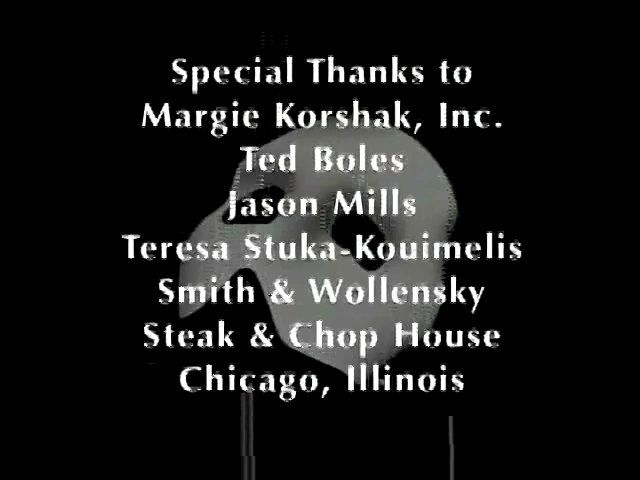 Special Thanks to
Margie Korshak, Inc.
Ted Boles
Jason Mills
Teresa Stuka-Kouimelis
Smith & Wollensky
Steak & Chop House
Chicago, Illinois